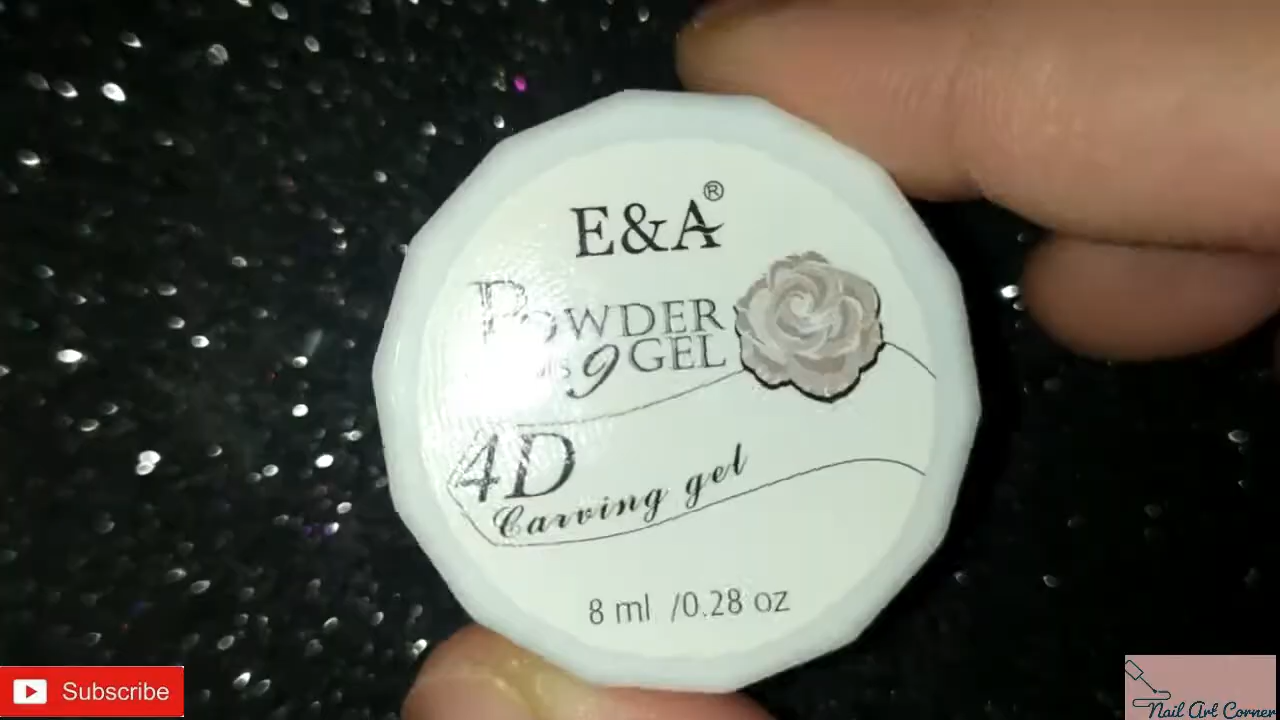 E&A®
POWDER
9 GEL
4D
Carving gel
8 ml /0.28 oz
Subscribe
Nail Art Corner